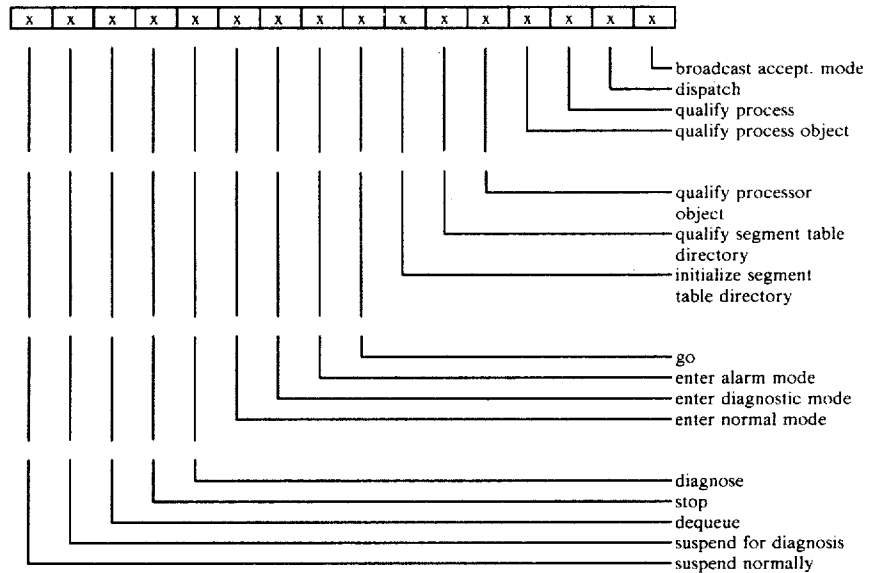 x x x x x x x x x x x x x x x x
broadcast accept. mode
dispatch
qualify process
qualify process object
qualify processor
object
qualify segment table
directory
initialize segment
table directory
go
enter alarm mode
enter diagnostic mode
enter normal mode
diagnose
stop
dequeue
suspend for diagnosis
suspend normally